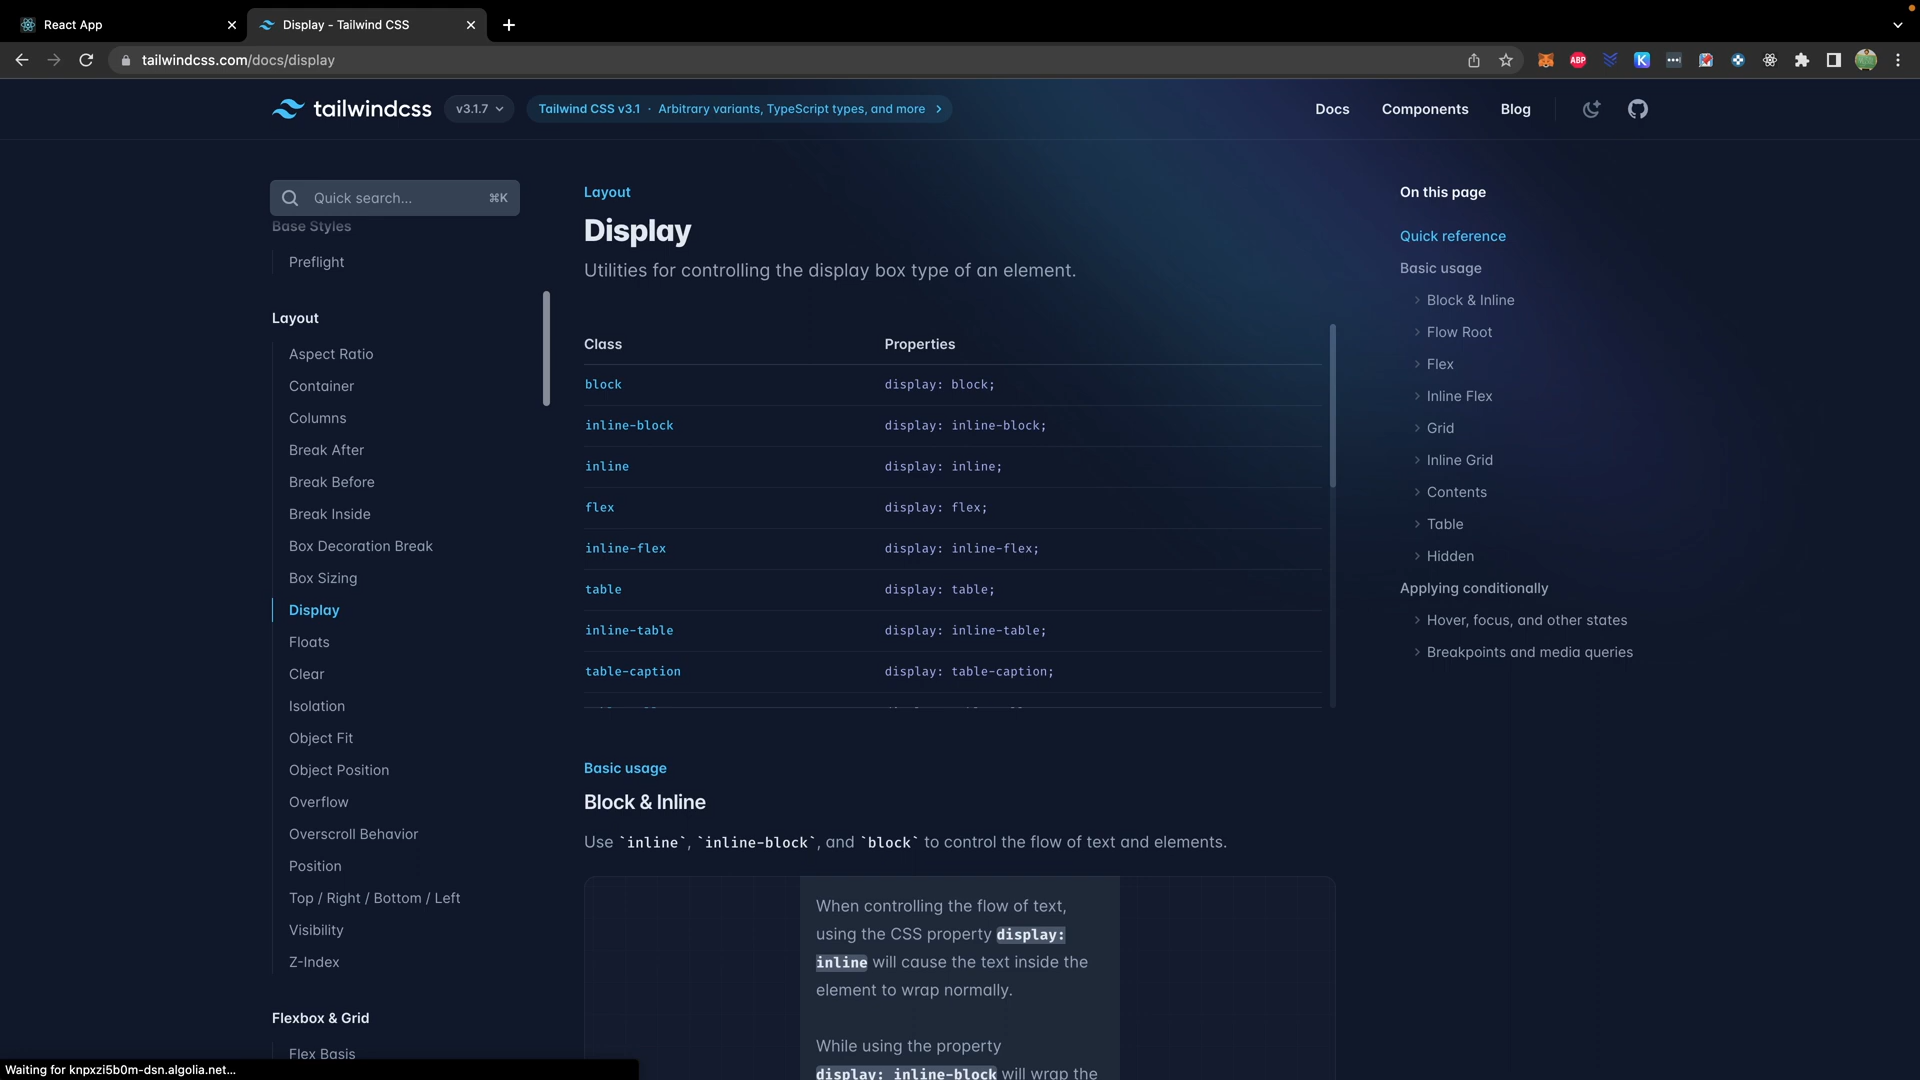 React App
Display - Tailwind CSS
tailwindcss.com/docs/display
ABP
K
tailwindcss
v3.1.7
Tailwind CSS v3.1 · Arbitrary variants, TypeScript types, and more
Docs
Components
Blog
Quick search...
⌘K
Base Styles
Preflight
Layout
Aspect Ratio
Container
Columns
Break After
Break Before
Break Inside
Box Decoration Break
Box Sizing
Display
Floats
Clear
Isolation
Object Fit
Object Position
Overflow
Overscroll Behavior
Position
Top / Right / Bottom / Left
Visibility
Z-Index
Flexbox & Grid
Flex Basis
Layout
Display
Utilities for controlling the display box type of an element.
Class Properties
block display: block;
inline-block display: inline-block;
inline display: inline;
flex display: flex;
inline-flex display: inline-flex;
table display: table;
inline-table display: inline-table;
table-caption display: table-caption;
Basic usage
Block & Inline
Use `inline`, `inline-block`, and `block` to control the flow of text and elements.
When controlling the flow of text,
using the CSS property display:
inline will cause the text inside the
element to wrap normally.
While using the property
display: inline-block will wrap the
On this page
Quick reference
Basic usage
Block & Inline
Flow Root
Flex
Inline Flex
Grid
Inline Grid
Contents
Table
Hidden
Applying conditionally
Hover, focus, and other states
Breakpoints and media queries
Waiting for knpxzi5b0m-dsn.algolia.net...